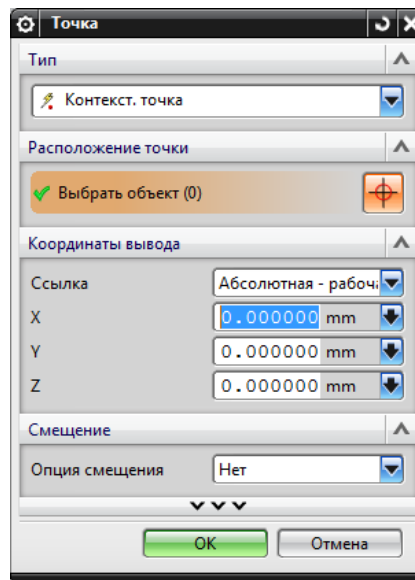 Точка
Тип
Контекст. точка
Расположение точки
Выбрать объект (0)
Координаты вывода
Ссылка Абсолютная - рабоч
X 0.000000 mm
Y 0.000000 mm
Z 0.000000 mm
Смещение
Опция смещения Нет
OK Отмена